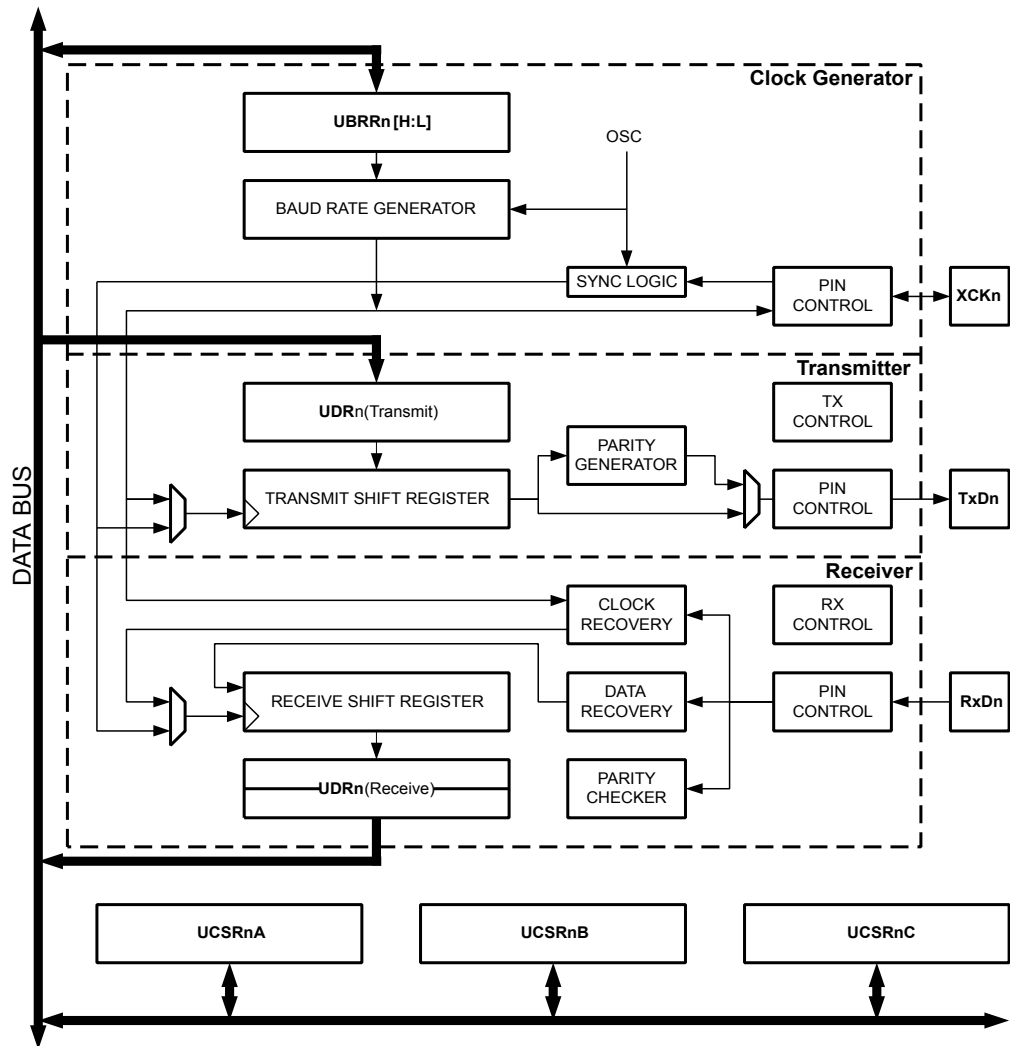 Clock Generator
UBRRn [H:L]
OSC
BAUD RATE GENERATOR
SYNC LOGIC
PIN
CONTROL
XCKn
DATA BUS
Transmitter
UDRn(Transmit)
TX
CONTROL
PARITY
GENERATOR
TRANSMIT SHIFT REGISTER
PIN
CONTROL
TxDn
Receiver
CLOCK
RECOVERY
RX
CONTROL
RECEIVE SHIFT REGISTER
DATA
RECOVERY
PIN
CONTROL
RxDn
UDRn(Receive)
PARITY
CHECKER
UCSRnA
UCSRnB
UCSRnC